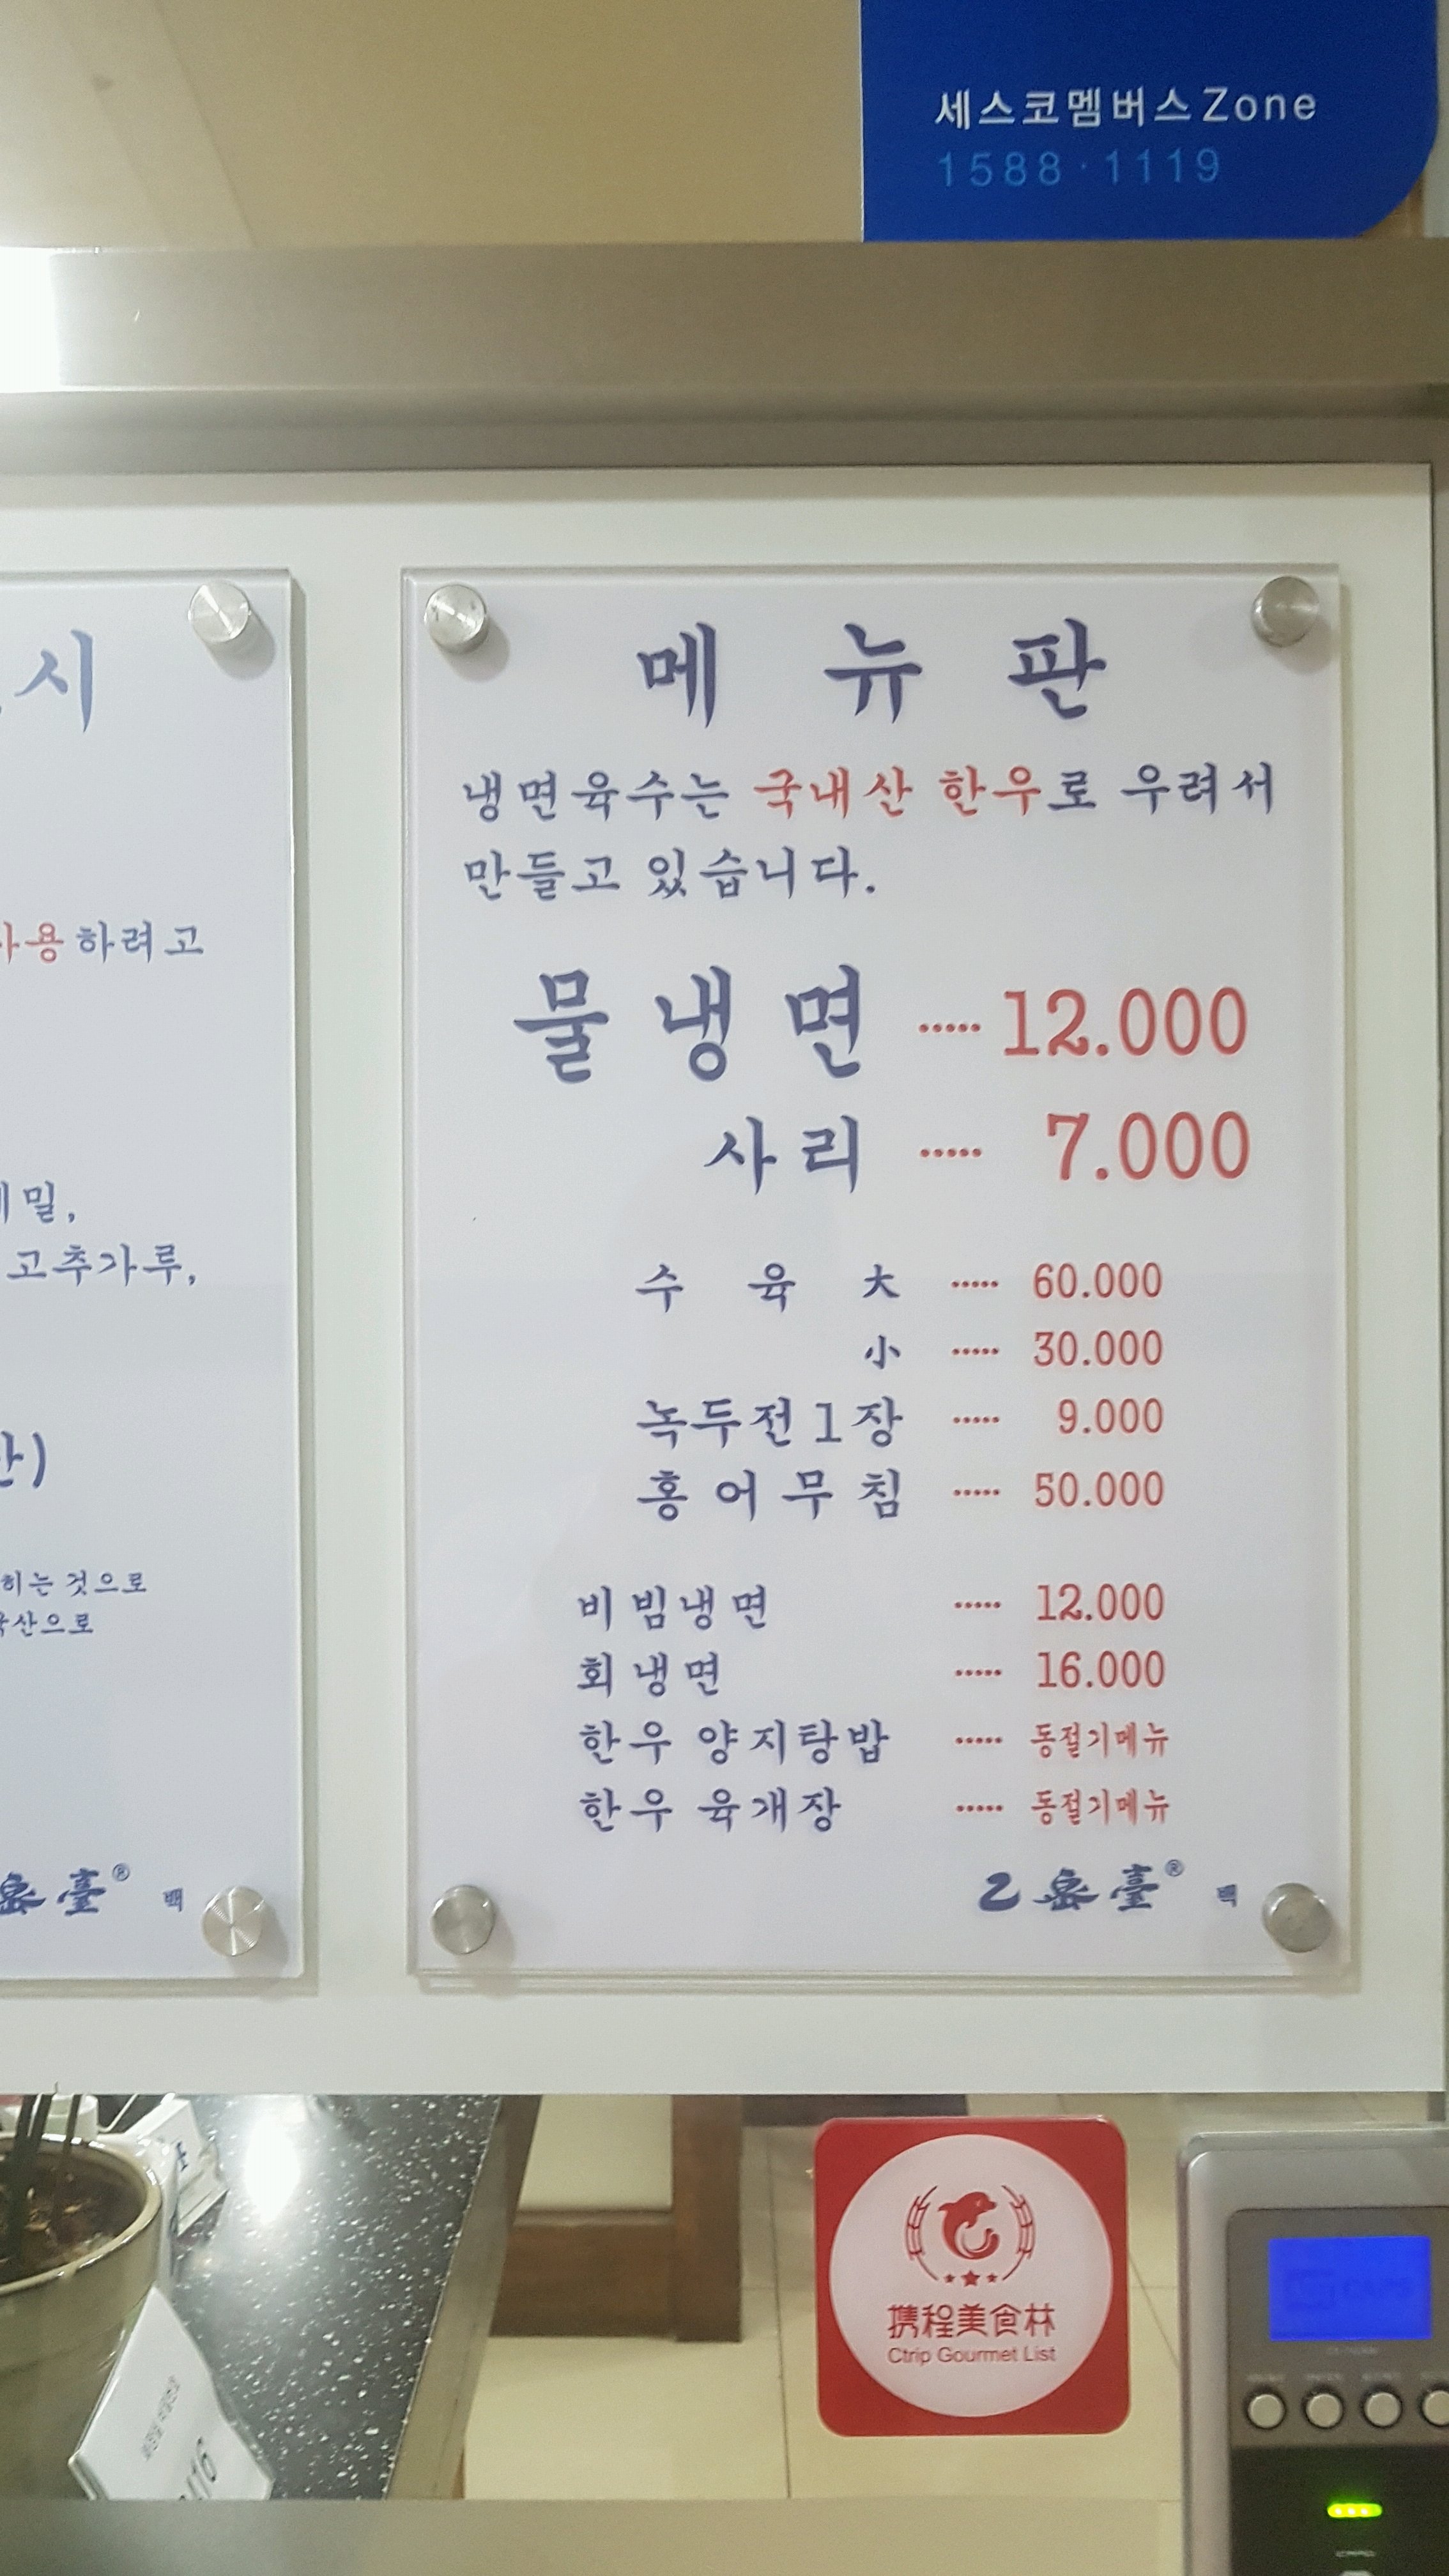 세스코멤버스 Zone
1588·1119
시
사용하려고
밀,
고추가루,
산)
히는 것으로
산으로
臺® 백
메뉴판
냉면육수는 국내산 한우로 우려서
만들고 있습니다.
물냉면 ····· 12.000
사리 ····· 7.000
수육 大 ····· 60.000
小 ····· 30.000
녹두전1장 ····· 9.000
홍어무침 ····· 50.000
비빔냉면 ····· 12.000
회냉면 ····· 16.000
한우 양지탕밥 ····· 동절기메뉴
한우 육개장 ····· 동절기메뉴
乙密臺® 백
携程美食林
Ctrip Gourmet List